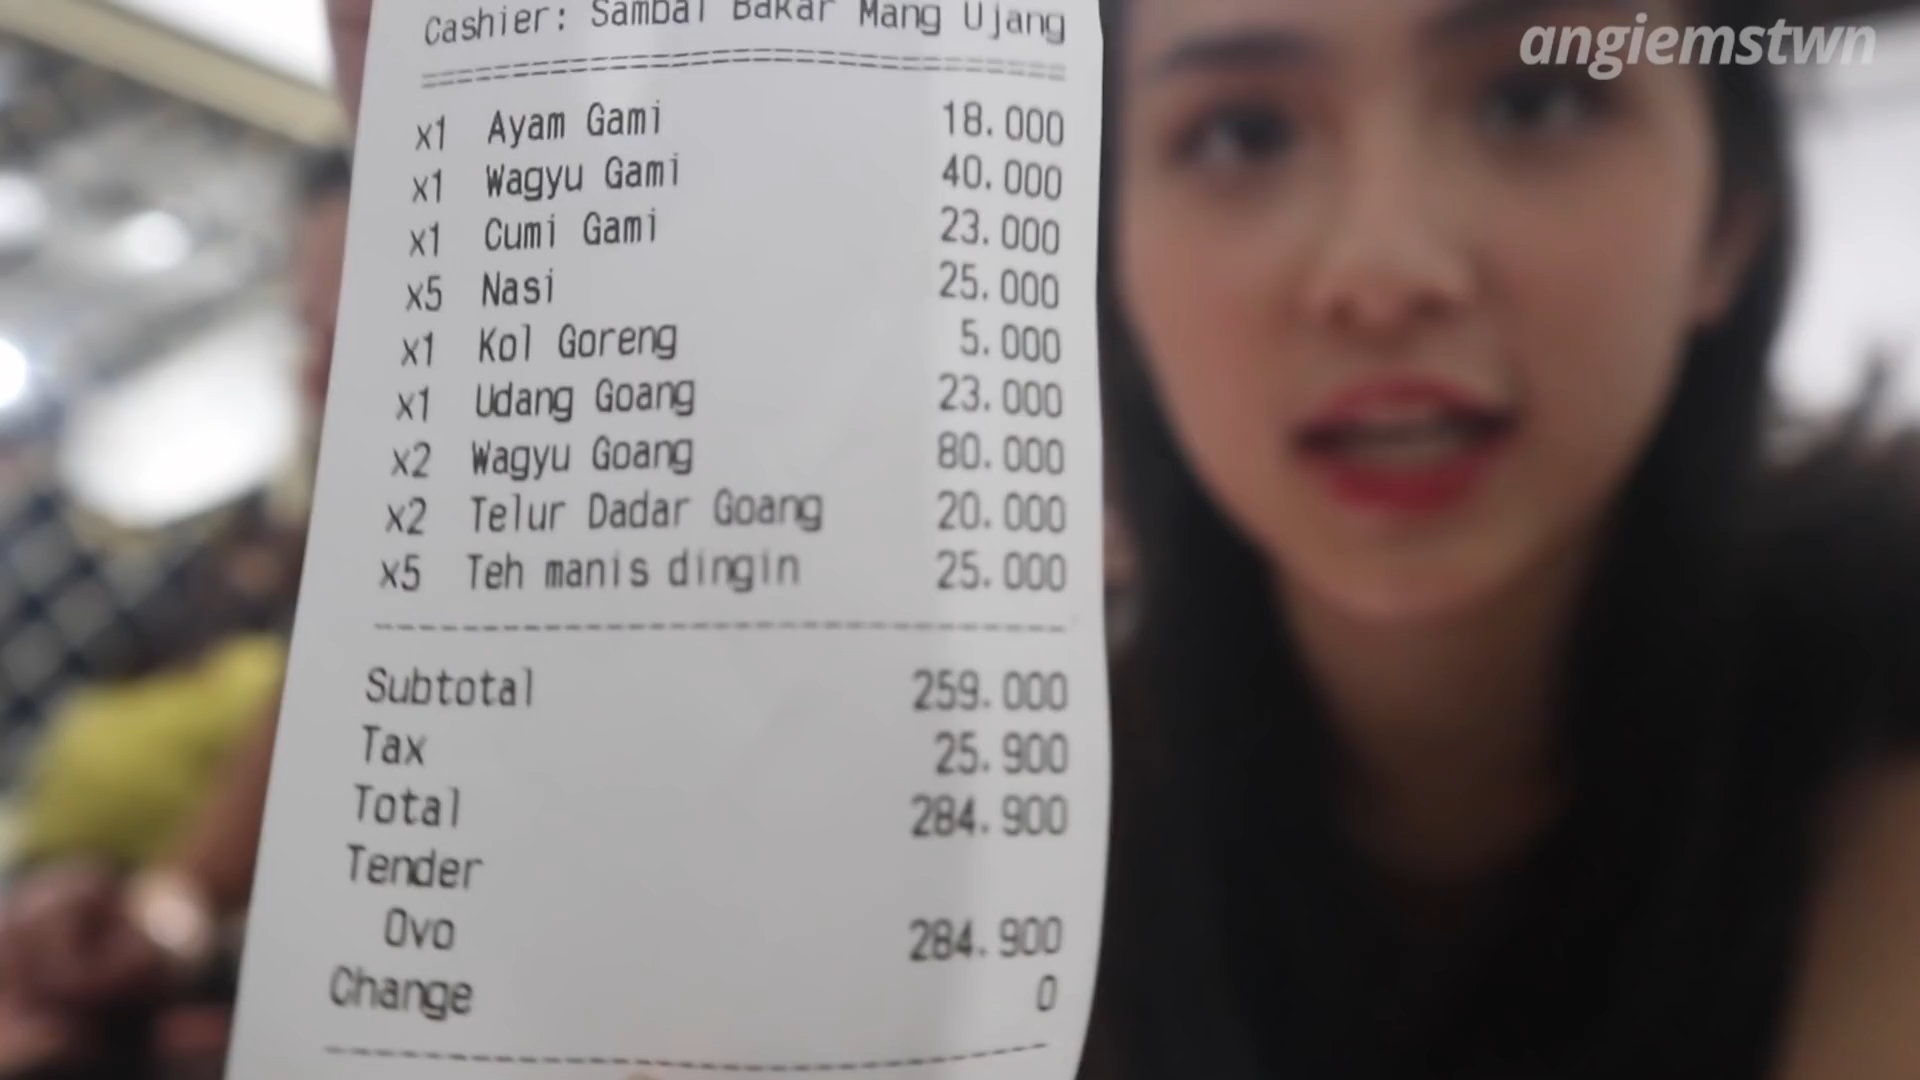 angiemstwn
Cashier: Sambal Bakar Mang Ujang
x1 Ayam Gami 18.000
x1 Wagyu Gami 40.000
x1 Cumi Gami 23.000
x5 Nasi 25.000
x1 Kol Goreng 5.000
x1 Udang Goang 23.000
x2 Wagyu Goang 80.000
x2 Telur Dadar Goang 20.000
x5 Teh manis dingin 25.000
Subtotal 259.000
Tax 25.900
Total 284.900
Tender
Ovo 284.900
Change 0